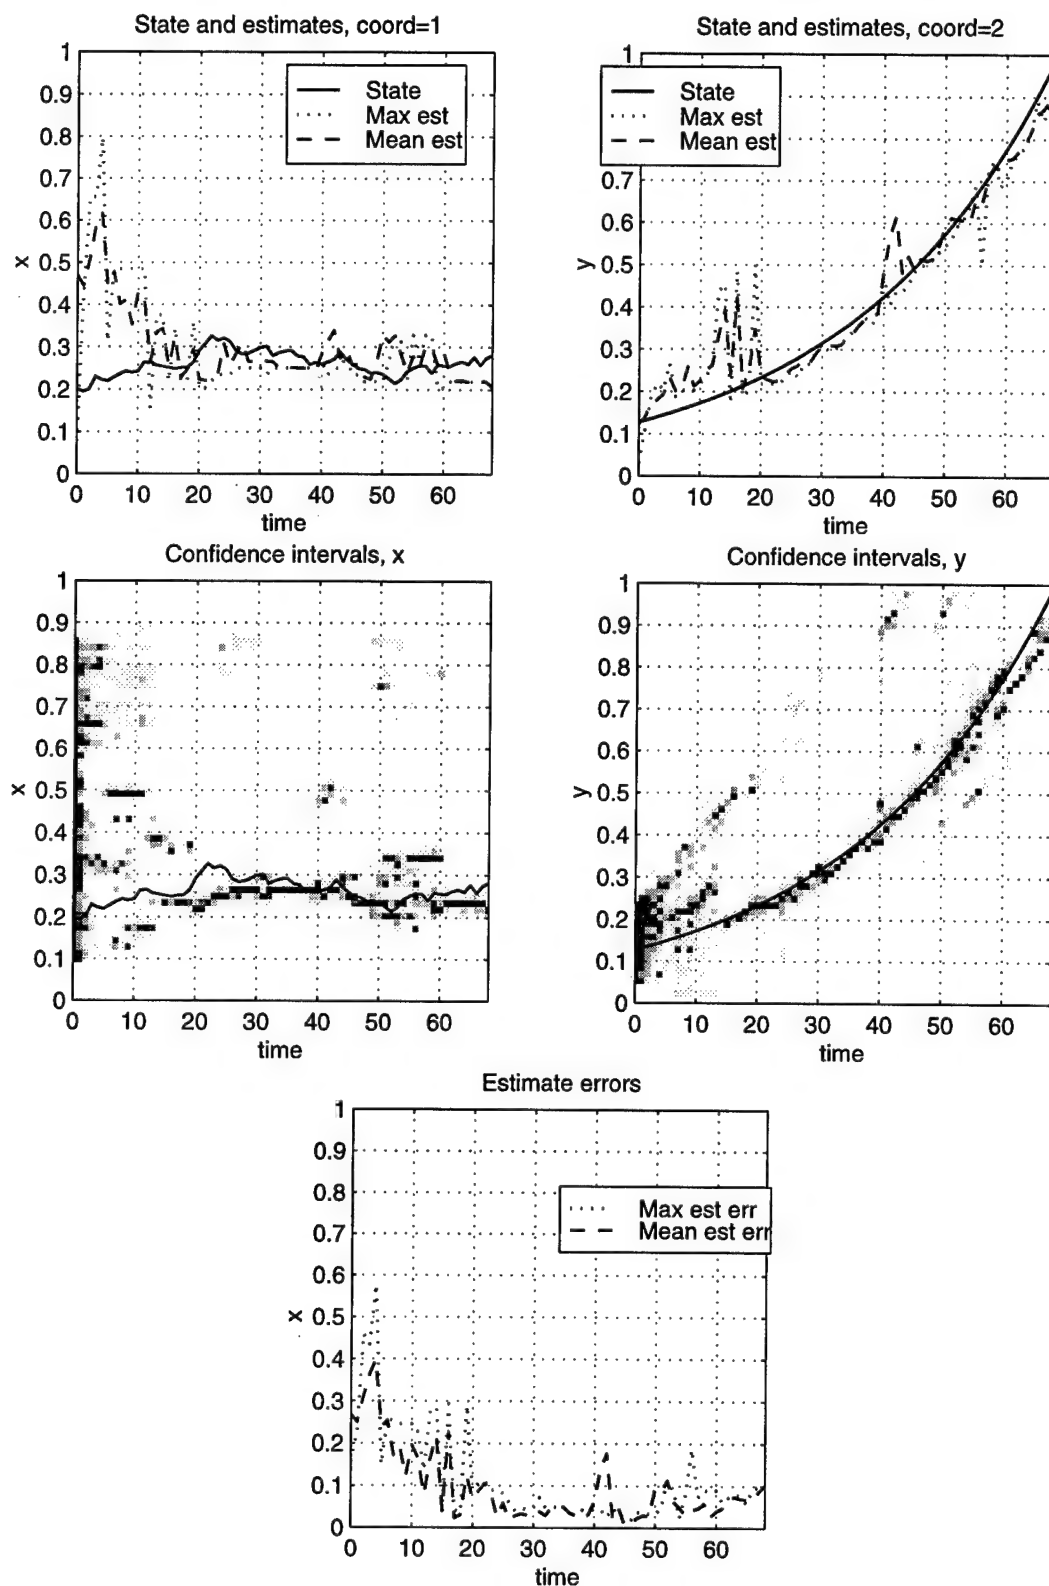 State and estimates, coord=1
1
0.9
0.8
0.7
0.6
0.5
0.4
0.3
0.2
0.1
0
x
State
Max est
Mean est
0 10 20 30 40 50 60
time
State and estimates, coord=2
1
State
Max est
Mean est
0.7
0.6
0.5
0.4
0.3
0.2
0.1
0
y
0 10 20 30 40 50 60
time
Confidence intervals, x
1
0.9
0.8
0.7
0.6
0.5
0.4
0.3
0.2
0.1
0
x
0 10 20 30 40 50 60
time
Confidence intervals, y
1
0.9
0.8
0.7
0.6
0.5
0.4
0.3
0.2
0.1
0
y
0 10 20 30 40 50 60
time
Estimate errors
1
0.9
0.8
0.7
0.6
0.5
0.4
0.3
0.2
0.1
0
x
Max est err
Mean est err
0 10 20 30 40 50 60
time